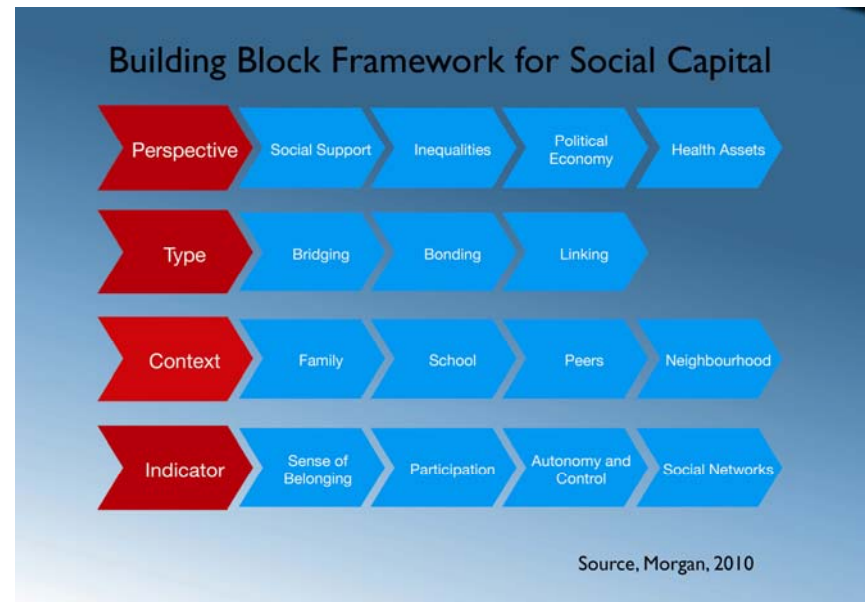 Building Block Framework for Social Capital
Perspective
Social Support
Inequalities
Political
Economy
Health Assets
Type
Bridging
Bonding
Linking
Context
Family
School
Peers
Neighbourhood
Indicator
Sense of
Belonging
Participation
Autonomy and
Control
Social Networks
Source, Morgan, 2010